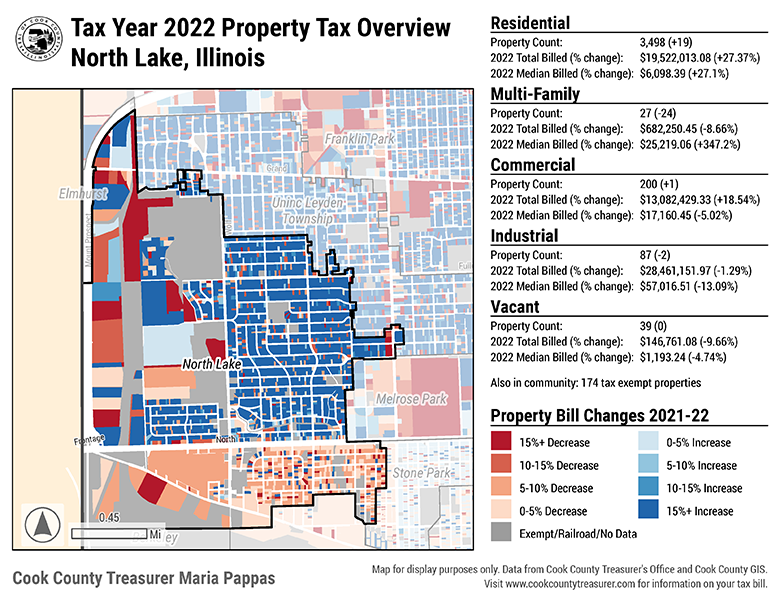 Tax Year 2022 Property Tax Overview
North Lake, Illinois
Residential
Property Count: 3,498 (+19)
2022 Total Billed (% change): $19,522,013.08 (+27.37%)
2022 Median Billed (% change): $6,098.39 (+27.1%)
Multi-Family
Property Count: 27 (-24)
2022 Total Billed (% change): $682,250.45 (-8.66%)
2022 Median Billed (% change): $25,219.06 (+347.2%)
Commercial
Property Count: 200 (+1)
2022 Total Billed (% change): $13,082,429.33 (+18.54%)
2022 Median Billed (% change): $17,160.45 (-5.02%)
Industrial
Property Count: 87 (-2)
2022 Total Billed (% change): $28,461,151.97 (-1.29%)
2022 Median Billed (% change): $57,016.51 (-13.09%)
Vacant
Property Count: 39 (0)
2022 Total Billed (% change): $146,761.08 (-9.66%)
2022 Median Billed (% change): $1,193.24 (-4.74%)
Also in community: 174 tax exempt properties
Property Bill Changes 2021-22
15%+ Decrease
10-15% Decrease
5-10% Decrease
0-5% Decrease
Exempt/Railroad/No Data
0-5% Increase
5-10% Increase
10-15% Increase
15%+ Increase
Franklin Park
Grand
Elmhurst
Uninc Leyden
Township
Mount Prospect
Wolf
North Lake
Melrose Park
Frontage
North
Stone Park
0.45
Mi
Cook County Treasurer Maria Pappas
Map for display purposes only. Data from Cook County Treasurer's Office and Cook County GIS.
Visit www.cookcountytreasurer.com for information on your tax bill.